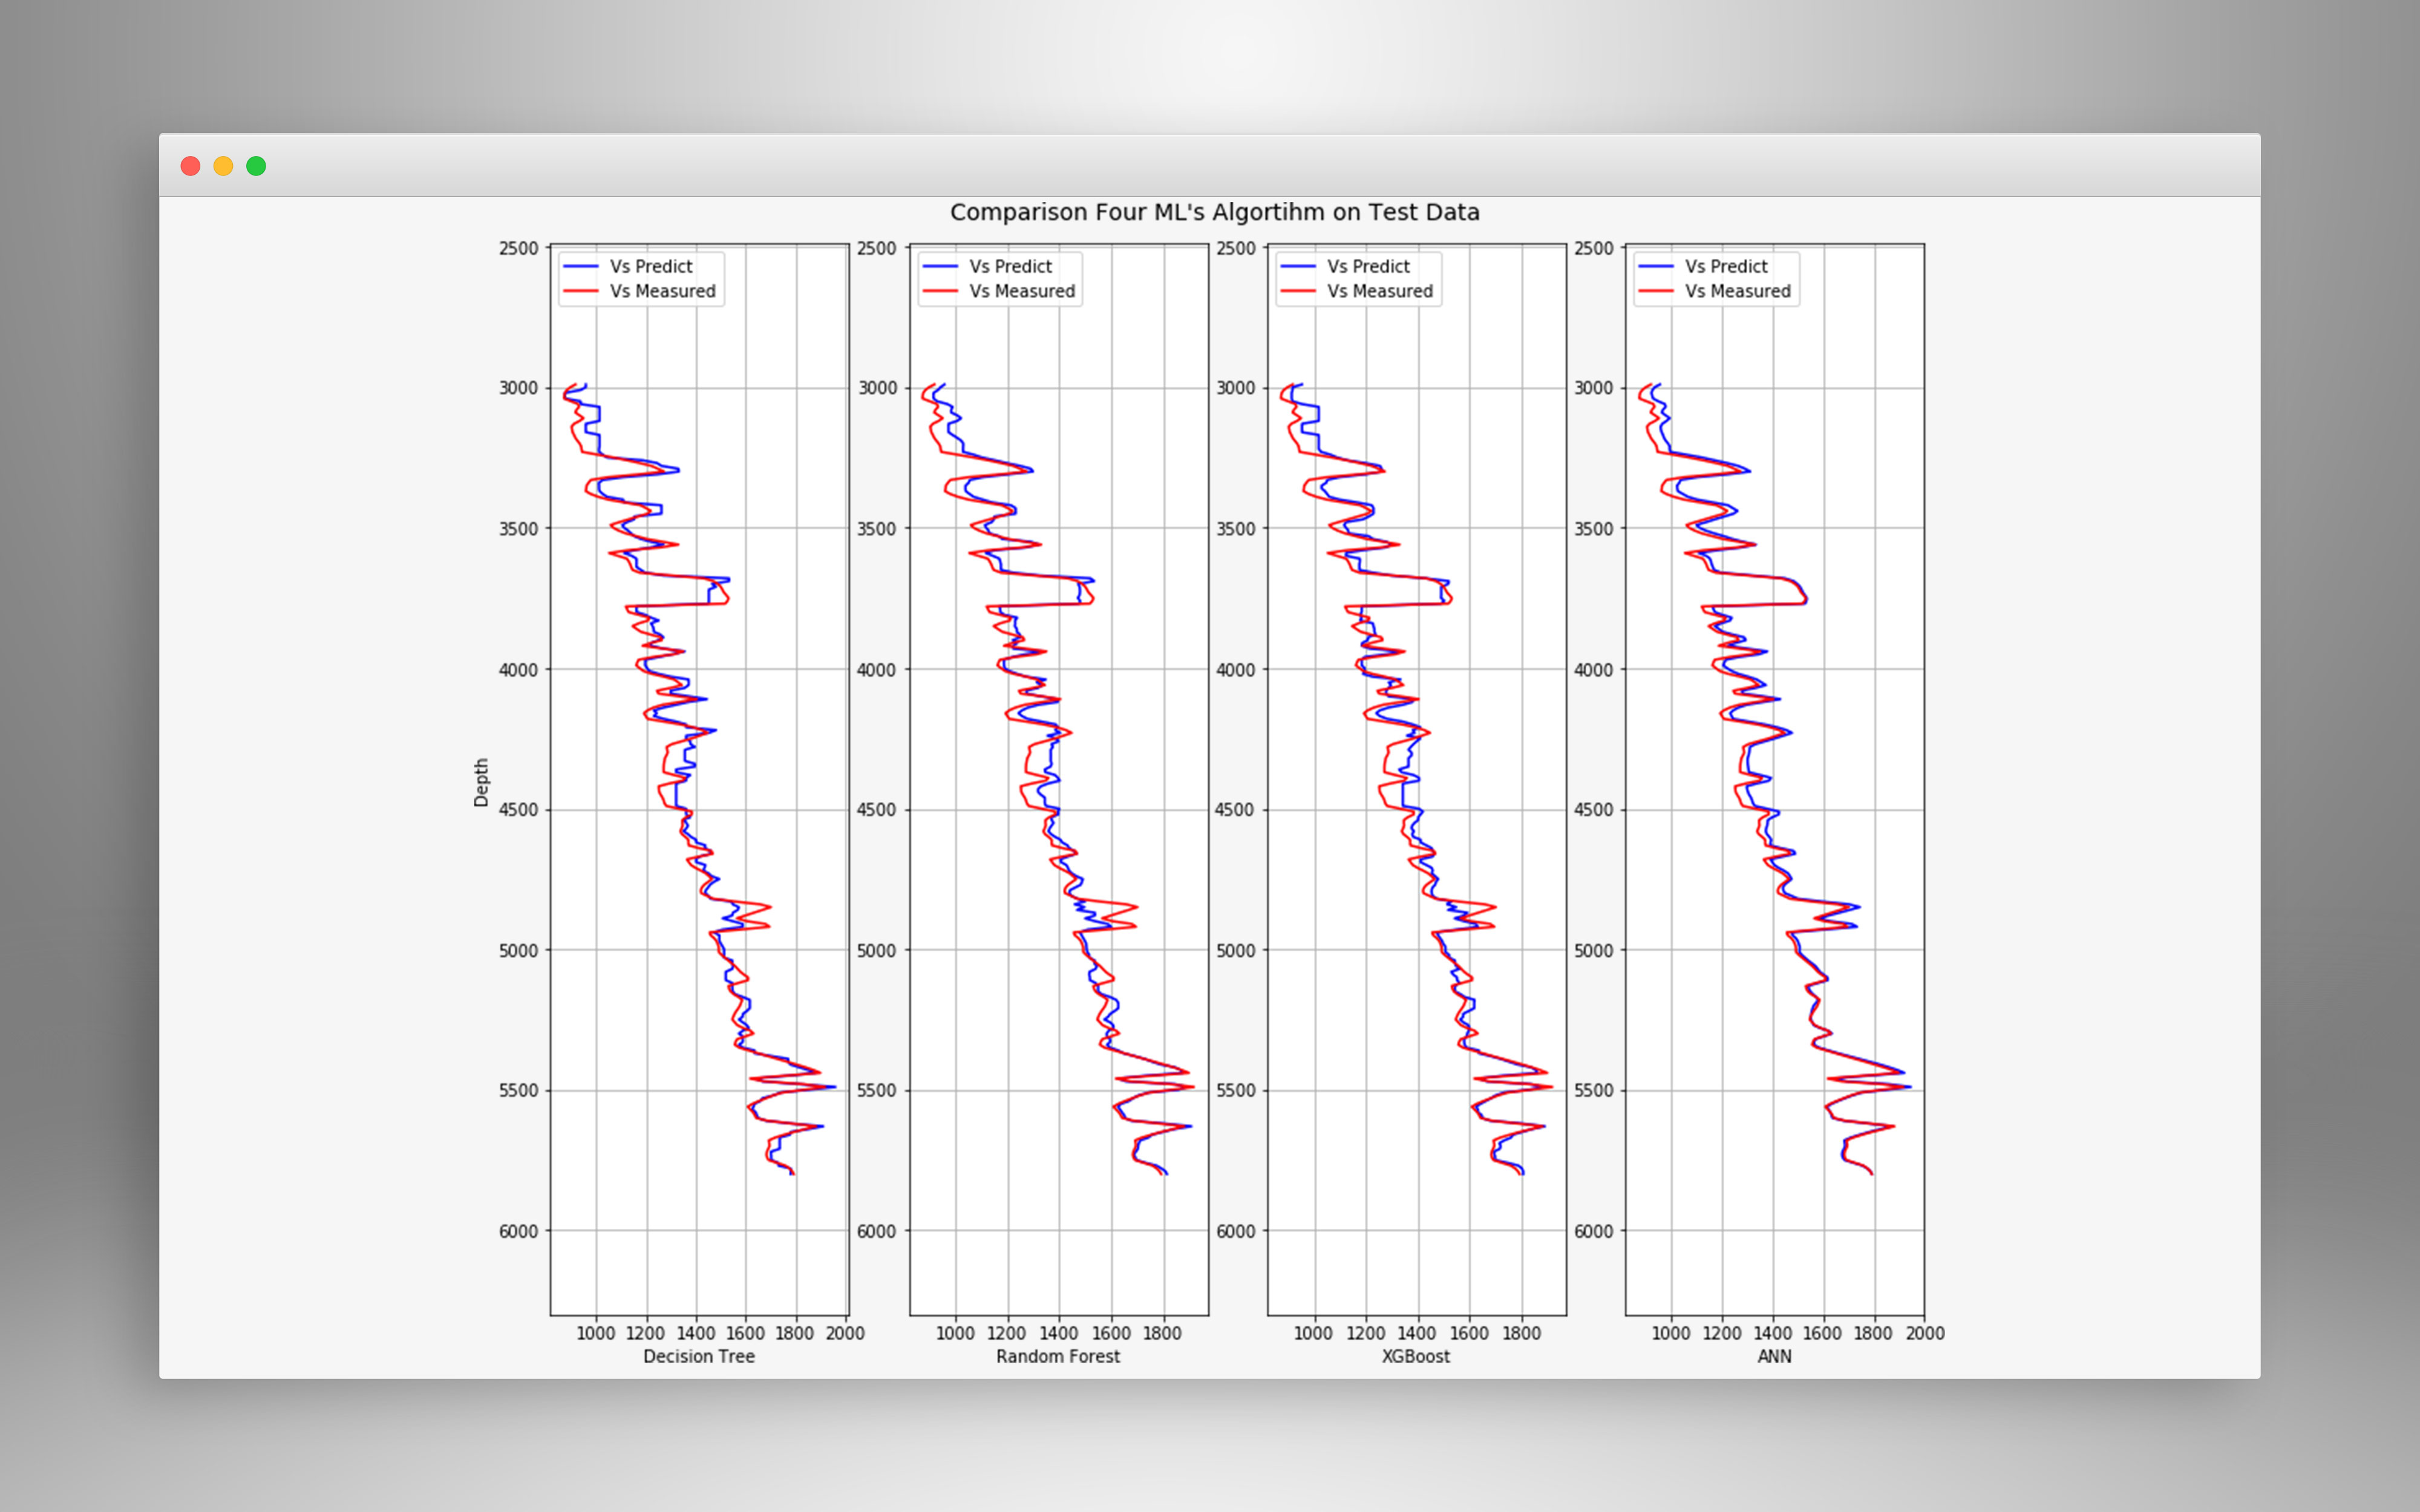 Comparison Four ML's Algortihm on Test Data
Depth
2500
3000
3500
4000
4500
5000
5500
6000
Vs Predict
Vs Measured
1000 1200 1400 1600 1800 2000
Decision Tree
2500
3000
3500
4000
4500
5000
5500
6000
Vs Predict
Vs Measured
1000 1200 1400 1600 1800
Random Forest
2500
3000
3500
4000
4500
5000
5500
6000
Vs Predict
Vs Measured
1000 1200 1400 1600 1800
XGBoost
2500
3000
3500
4000
4500
5000
5500
6000
Vs Predict
Vs Measured
1000 1200 1400 1600 1800 2000
ANN